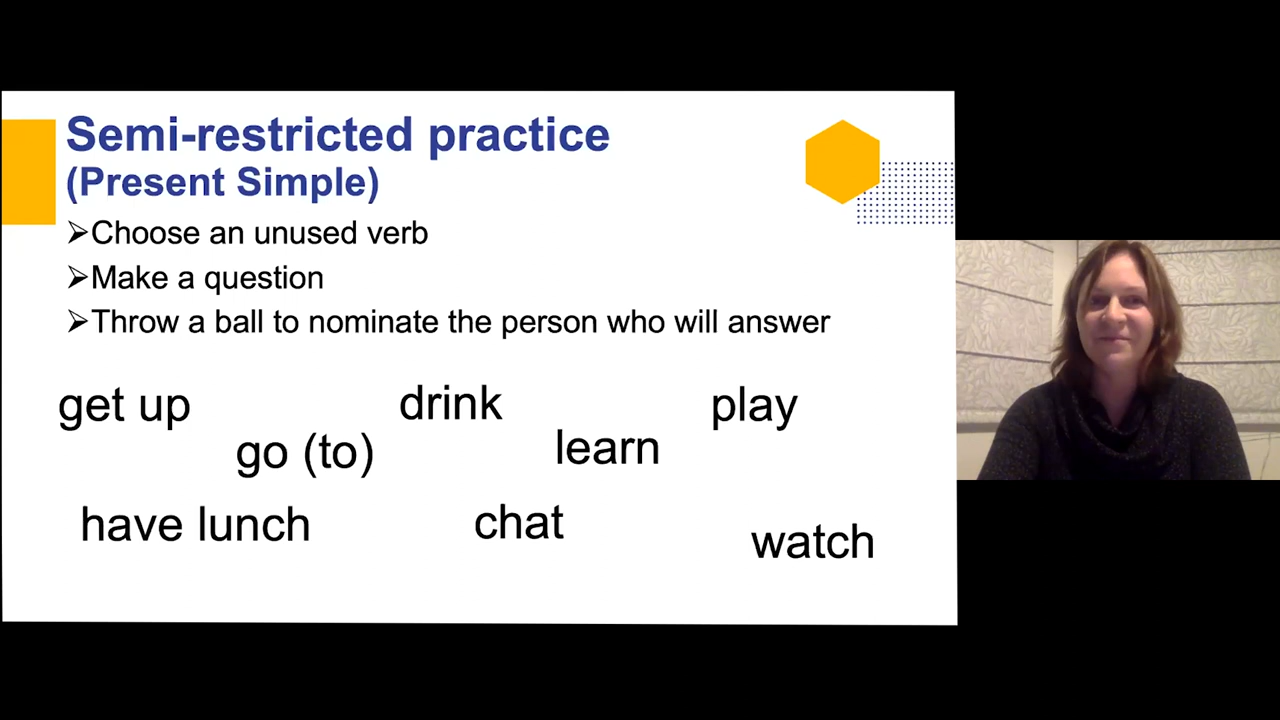 Semi-restricted practice
(Present Simple)
➢Choose an unused verb
➢Make a question
➢Throw a ball to nominate the person who will answer
get up
drink
play
go (to)
learn
have lunch
chat
watch